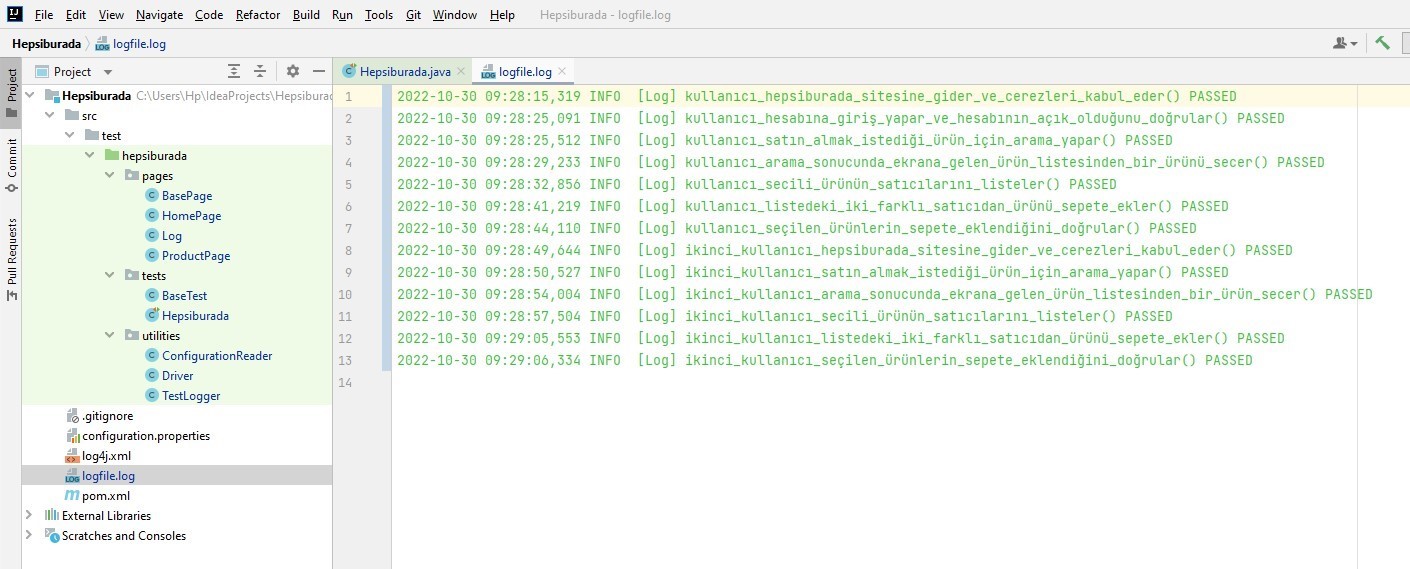 File Edit View Navigate Code Refactor Build Run Tools Git Window Help Hepsiburada - logfile.log
Hepsiburada logfile.log
Project
Hepsiburada.java
logfile.log
Project
Commit
Pull Requests
Hepsiburada C:\Users\Hp\IdeaProjects\Hepsiburad
src
test
hepsiburada
pages
BasePage
HomePage
Log
ProductPage
tests
BaseTest
Hepsiburada
utilities
ConfigurationReader
Driver
TestLogger
.gitignore
configuration.properties
log4j.xml
logfile.log
pom.xml
External Libraries
Scratches and Consoles
1 2022-10-30 09:28:15,319 INFO [Log] kullanıcı_hepsiburada_sitesine_gider_ve_cerezleri_kabul_eder() PASSED
2 2022-10-30 09:28:25,091 INFO [Log] kullanıcı_hesabına_giriş_yapar_ve_hesabının_açık_olduğunu_doğrular() PASSED
3 2022-10-30 09:28:25,512 INFO [Log] kullanıcı_satın_almak_istediği_ürün_için_arama_yapar() PASSED
4 2022-10-30 09:28:29,233 INFO [Log] kullanıcı_arama_sonucunda_ekrana_gelen_ürün_listesinden_bir_ürünü_secer() PASSED
5 2022-10-30 09:28:32,856 INFO [Log] kullanıcı_secili_ürünün_satıcılarını_listeler() PASSED
6 2022-10-30 09:28:41,219 INFO [Log] kullanıcı_listedeki_iki_farklı_satıcıdan_ürünü_sepete_ekler() PASSED
7 2022-10-30 09:28:44,110 INFO [Log] kullanıcı_seçilen_ürünlerin_sepete_eklendiğini_doğrular() PASSED
8 2022-10-30 09:28:49,644 INFO [Log] ikinci_kullanıcı_hepsiburada_sitesine_gider_ve_cerezleri_kabul_eder() PASSED
9 2022-10-30 09:28:50,527 INFO [Log] ikinci_kullanıcı_satın_almak_istediği_ürün_için_arama_yapar() PASSED
10 2022-10-30 09:28:54,004 INFO [Log] ikinci_kullanıcı_arama_sonucunda_ekrana_gelen_ürün_listesinden_bir_ürün_secer() PASSED
11 2022-10-30 09:28:57,504 INFO [Log] ikinci_kullanıcı_secili_ürünün_satıcılarını_listeler() PASSED
12 2022-10-30 09:29:05,553 INFO [Log] ikinci_kullanıcı_listedeki_iki_farklı_satıcıdan_ürünü_sepete_ekler() PASSED
13 2022-10-30 09:29:06,334 INFO [Log] ikinci_kullanıcı_seçilen_ürünlerin_sepete_eklendiğini_doğrular() PASSED
14